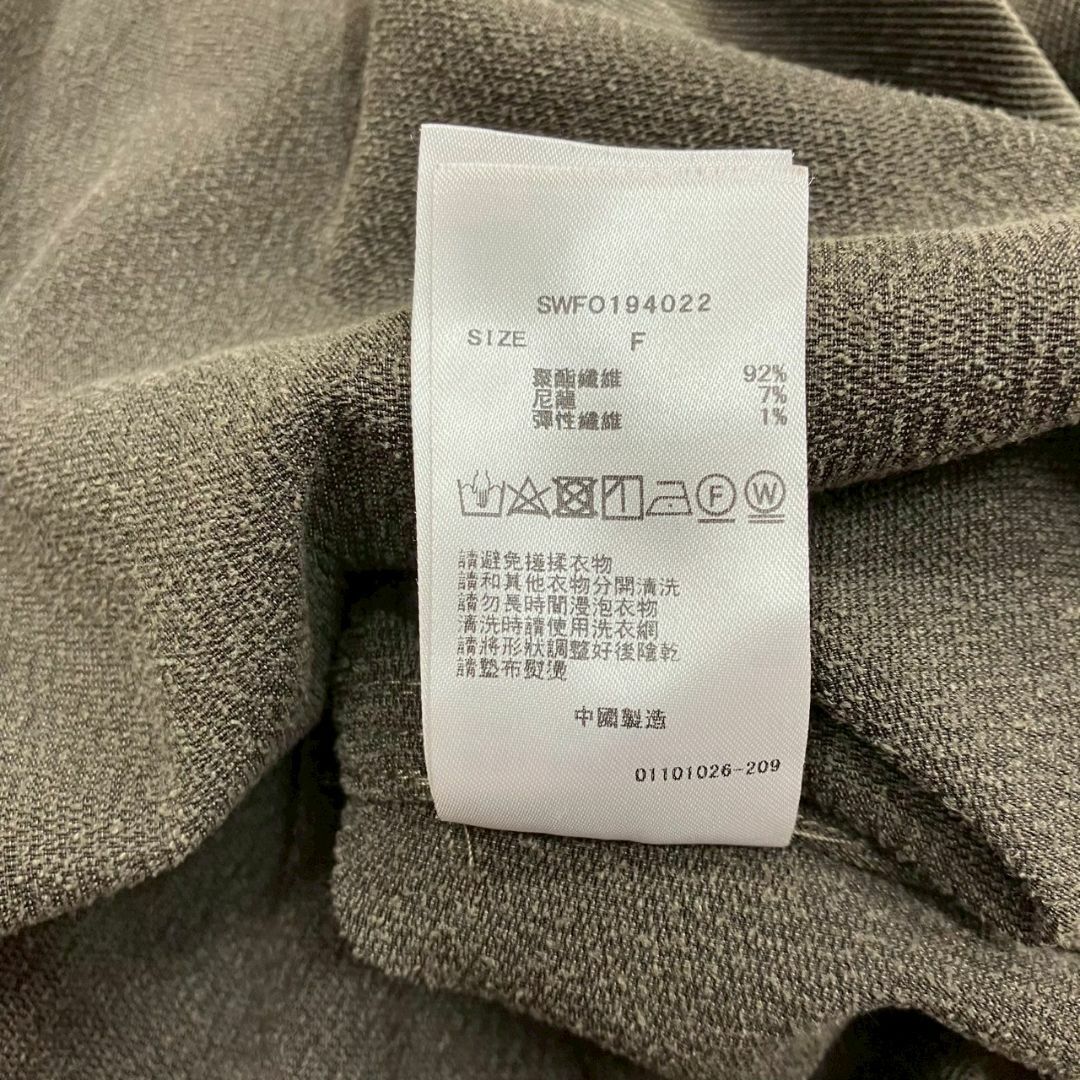 SWFO194022
SIZE F
聚酯纖維 92%
尼龍 7%
彈性纖維 1%
F W
請避免搓揉衣物
請和其他衣物分開清洗
請勿長時間浸泡衣物
清洗時請使用洗衣網
請將形狀調整好後陰乾
請墊布熨燙
中國製造
01101026-209